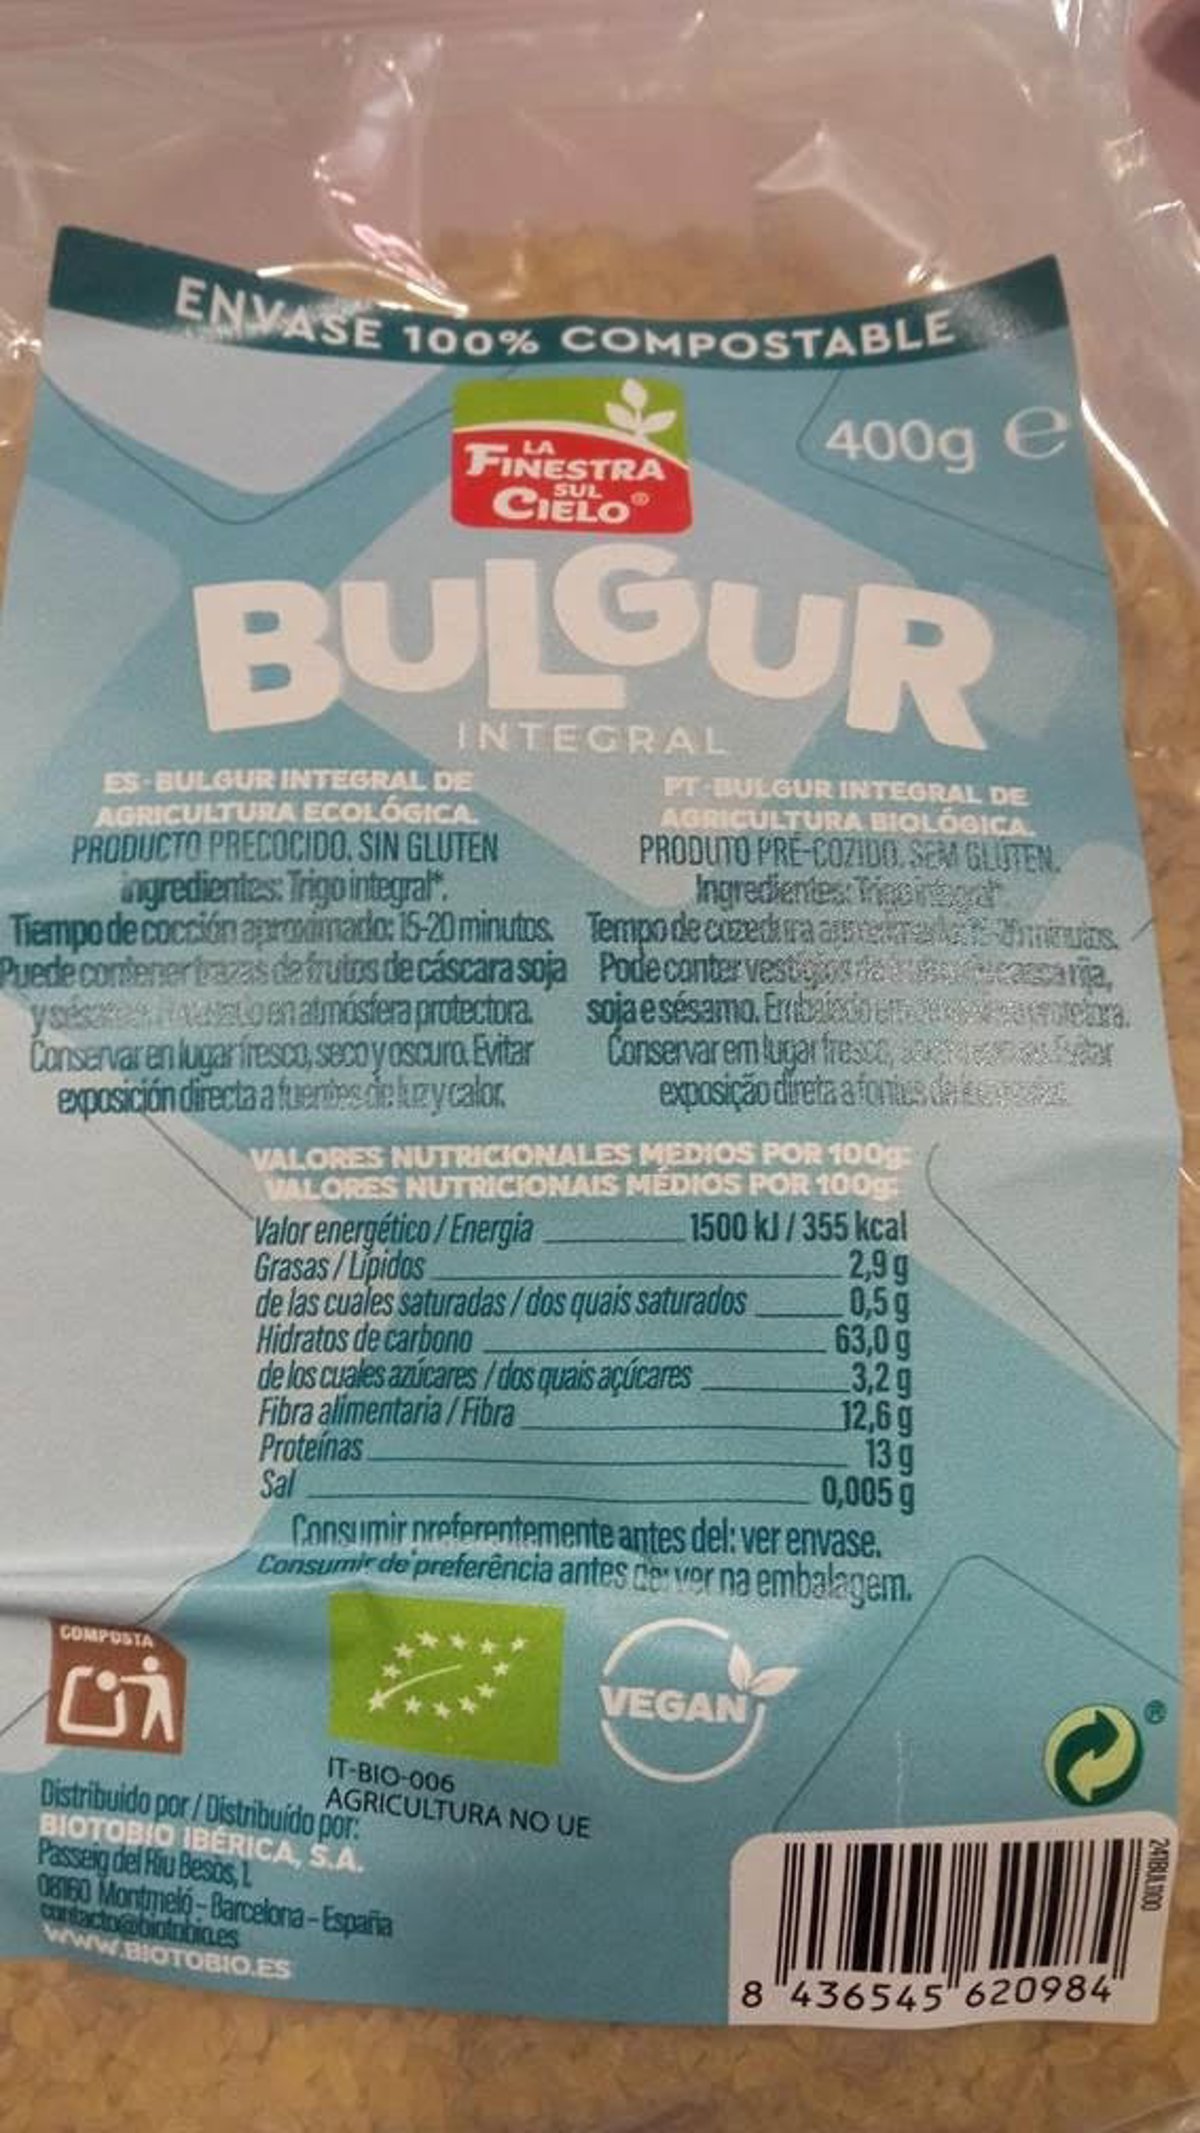 ENVASE 100% COMPOSTABLE
400g e
LA
FINESTRA
SUL
CIELO®
BULGUR
INTEGRAL
ES - BULGUR INTEGRAL DE
AGRICULTURA ECOLÓGICA.
PRODUCTO PRECOCIDO. SIN GLUTEN
ingredientes: Trigo integral*.
Tiempo de cocción aproximado: 15-20 minutos.
Puede contener trazas de frutos de cáscara soja
y en atmósfera protectora.
Conservar en lugar fresco, seco y oscuro. Evitar
exposición directa a fuentes de luz y calor.
PT - BULGUR INTEGRAL DE
AGRICULTURA BIOLÓGICA.
PRODUTO PRÉ-COZIDO. SEM GLÚTEN.
Ingredientes: Trigo integral*.
Tempo de cozedura minutos.
Pode conter vestígios rija,
soja e sésamo. protetora.
Conservar em lugar fresco, Evitar
exposição direta a fontes de
VALORES NUTRICIONALES MEDIOS POR 100g:
VALORES NUTRICIONAIS MÉDIOS POR 100g:
Valor energético / Energia 1500 kJ / 355 kcal
Grasas / Lípidos 2,9 g
de las cuales saturadas / dos quais saturados 0,5 g
Hidratos de carbono 63,0 g
de los cuales azúcares / dos quais açúcares 3,2 g
Fibra alimentaria / Fibra 12,6 g
Proteínas 13 g
Sal 0,005 g
Consumir preferentemente antes del: ver envase.
Consumir de preferência antes de: ver na embalagem.
COMPOSTA
VEGAN
®
IT-BIO-006
AGRICULTURA NO UE
Distribuido por / Distribuído por:
BIOTOBIO IBÉRICA, S.A.
Passeig del Riu Besòs, 1.
08160 Montmeló - Barcelona - España
contacto@biotobio.es
WWW.BIOTOBIO.ES
241BUL1100
8 436545 620984